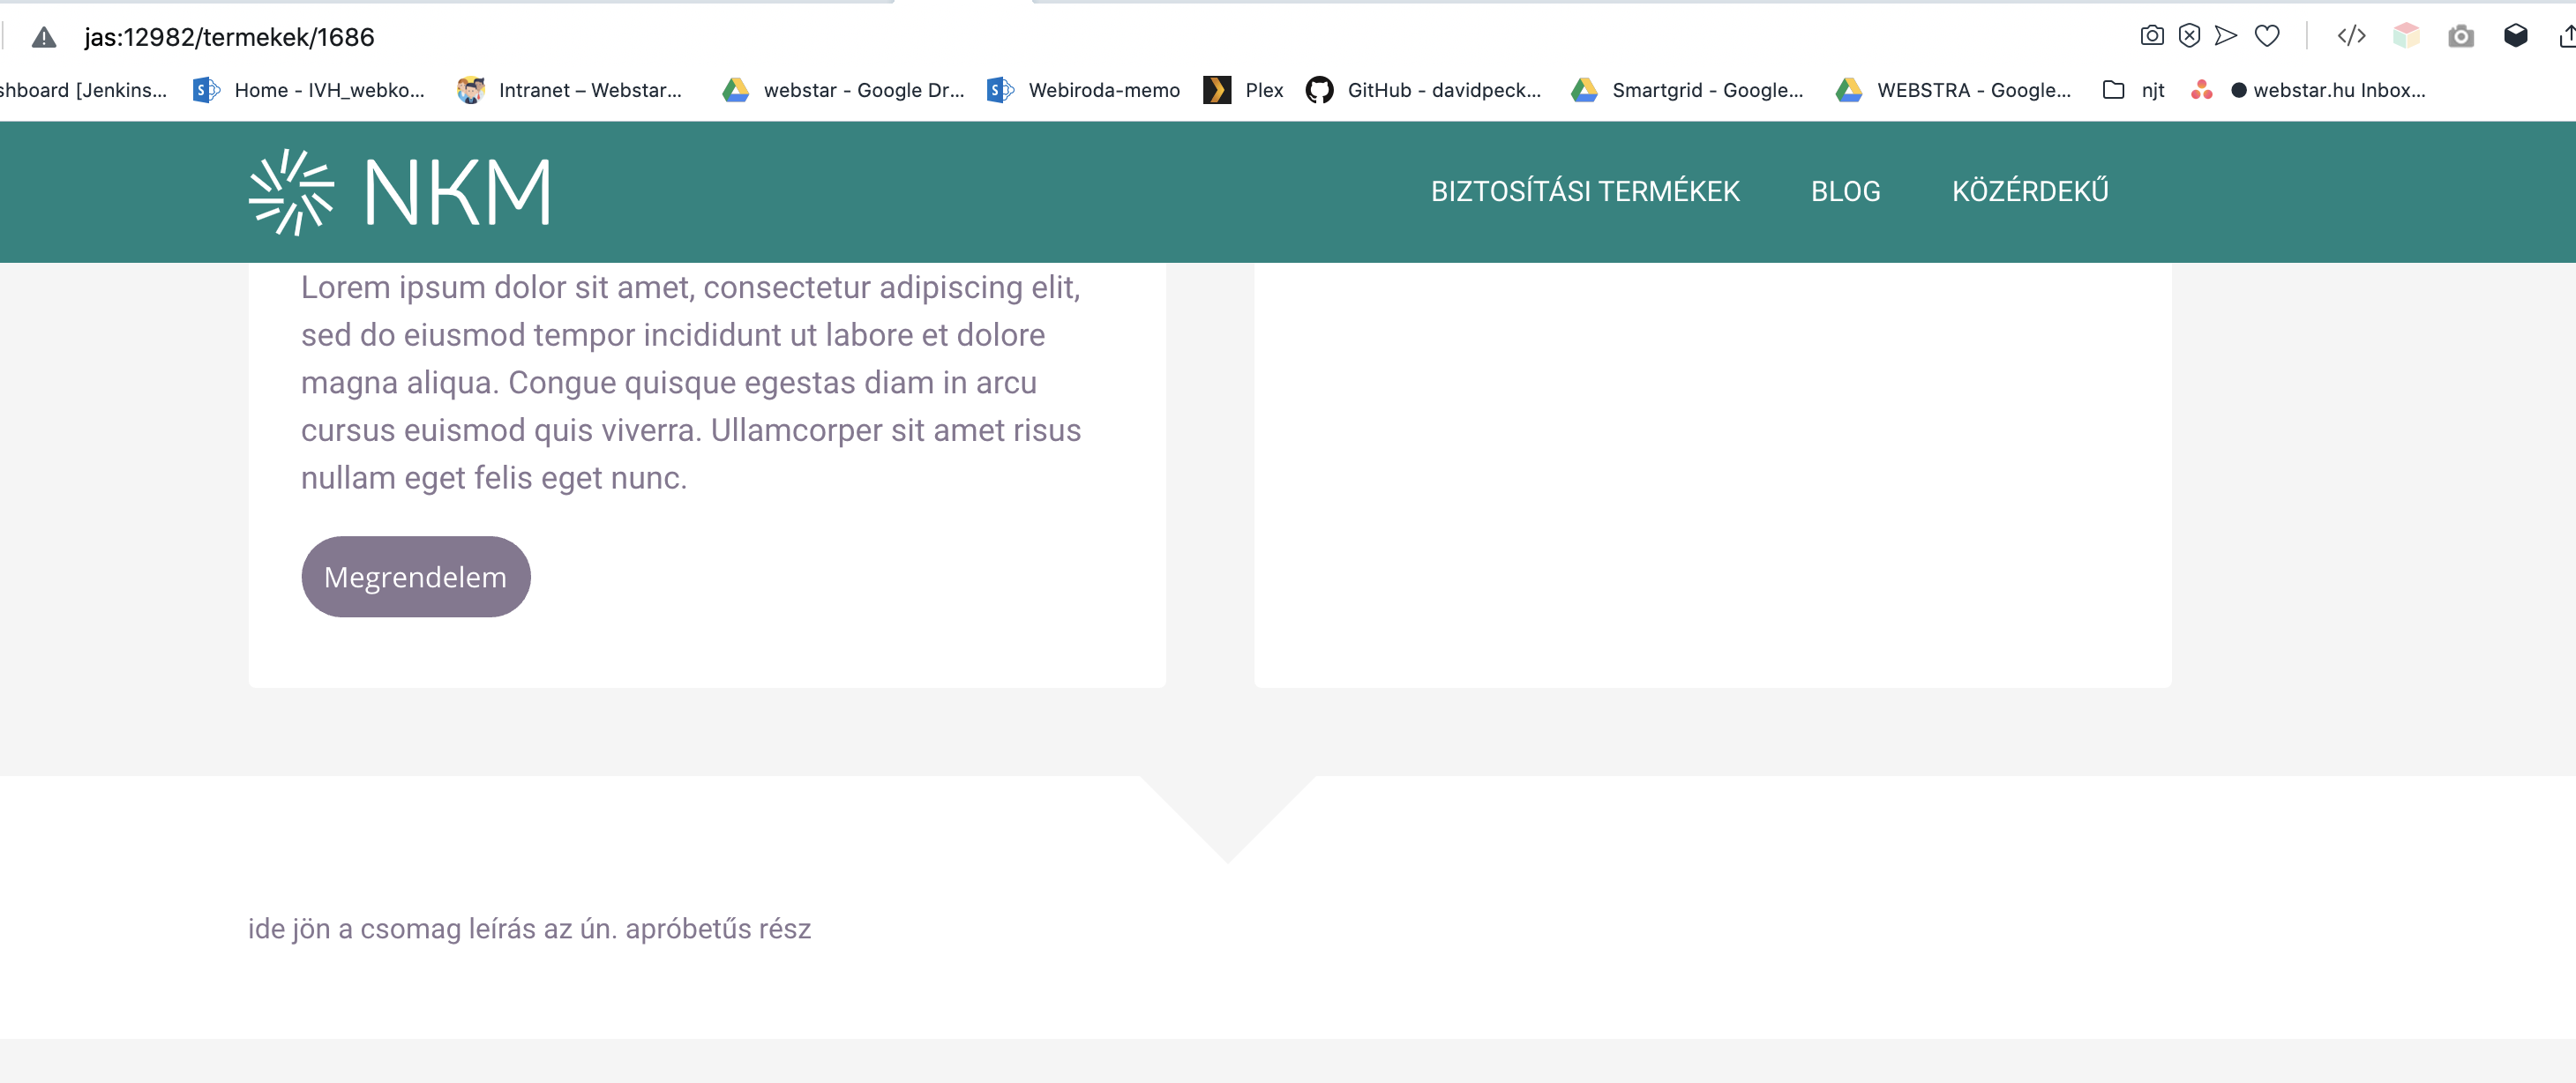 jas:12982/termekek/1686
shboard [Jenkins...
Home - IVH_webko...
Intranet – Webstar...
webstar - Google Dr...
Webiroda-memo
Plex
GitHub - davidpeck...
Smartgrid - Google...
WEBSTRA - Google...
njt
webstar.hu Inbox...
NKM
BIZTOSÍTÁSI TERMÉKEK
BLOG
KÖZÉRDEKŰ
Lorem ipsum dolor sit amet, consectetur adipiscing elit,
sed do eiusmod tempor incididunt ut labore et dolore
magna aliqua. Congue quisque egestas diam in arcu
cursus euismod quis viverra. Ullamcorper sit amet risus
nullam eget felis eget nunc.
Megrendelem
ide jön a csomag leírás az ún. apróbetűs rész